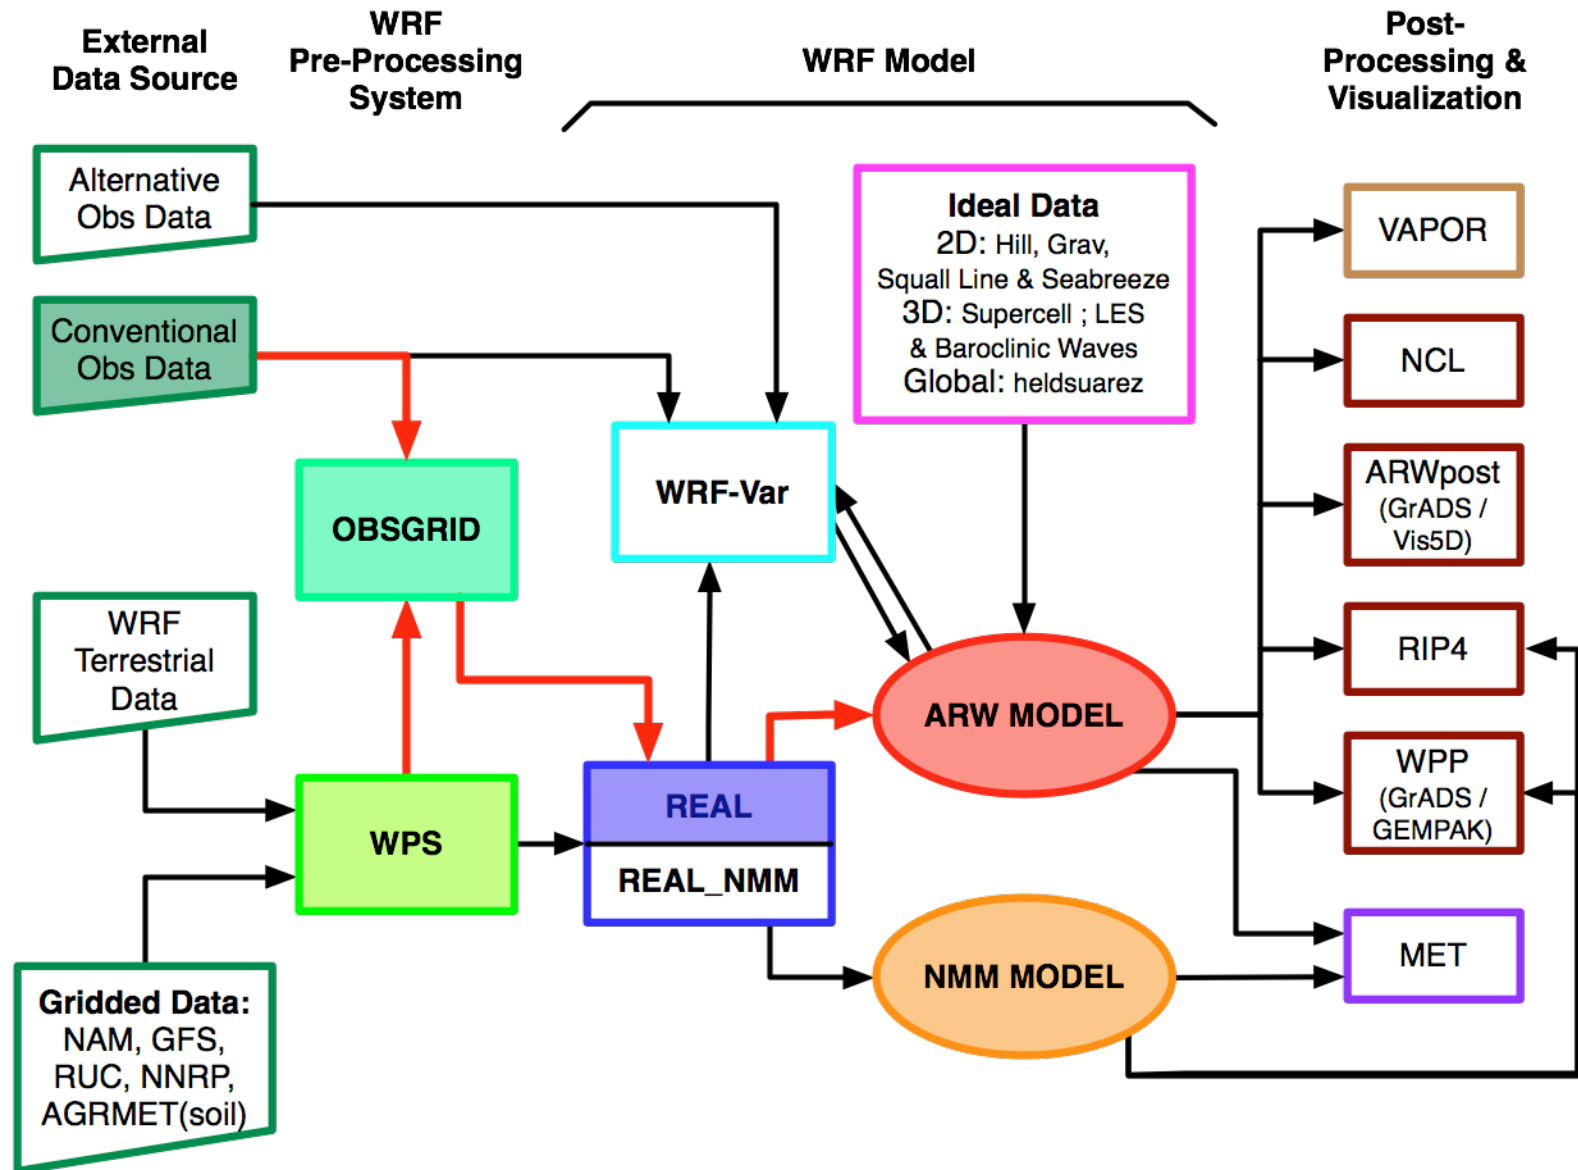 External
Data Source
WRF
Pre-Processing
System
WRF Model
Post-
Processing &
Visualization
Alternative
Obs Data
Conventional
Obs Data
WRF
Terrestrial
Data
Gridded Data:
NAM, GFS,
RUC, NNRP,
AGRMET(soil)
OBSGRID
WPS
WRF-Var
REAL
REAL_NMM
Ideal Data
2D: Hill, Grav,
Squall Line & Seabreeze
3D: Supercell ; LES
& Baroclinic Waves
Global: heldsuarez
ARW MODEL
NMM MODEL
VAPOR
NCL
ARWpost
(GrADS /
Vis5D)
RIP4
WPP
(GrADS /
GEMPAK)
MET